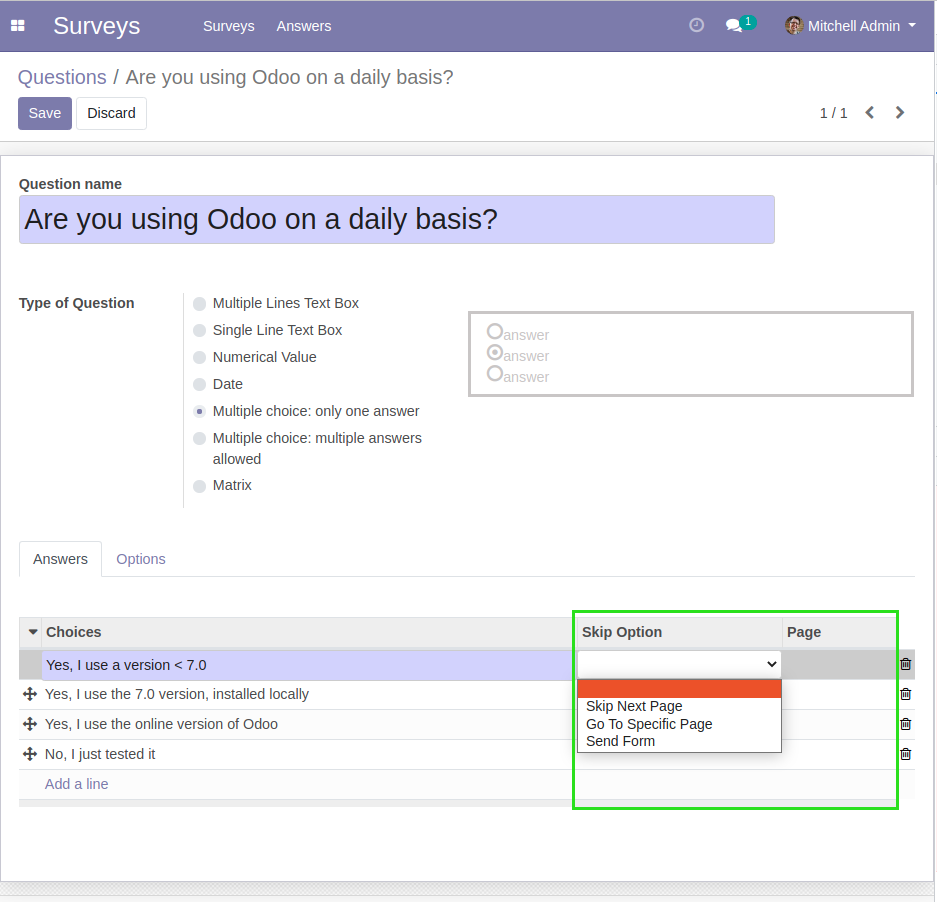 Surveys Surveys Answers 1 Mitchell Admin
Questions / Are you using Odoo on a daily basis?
Save Discard 1 / 1
Question name
Are you using Odoo on a daily basis?
Type of Question
Multiple Lines Text Box
Single Line Text Box
Numerical Value
Date
Multiple choice: only one answer
Multiple choice: multiple answers
allowed
Matrix
answer
answer
answer
Answers Options
Choices Skip Option Page
Yes, I use a version < 7.0
Yes, I use the 7.0 version, installed locally
Yes, I use the online version of Odoo
No, I just tested it
Add a line
Skip Next Page
Go To Specific Page
Send Form